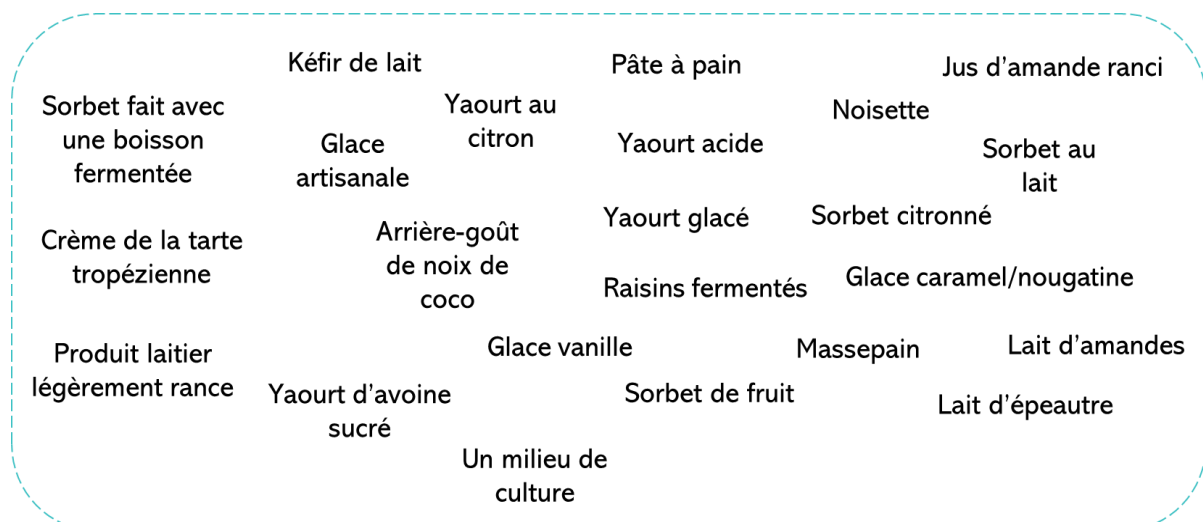 Kéfir de lait
Pâte à pain
Jus d'amande ranci
Sorbet fait avec
une boisson
fermentée
Yaourt au
citron
Noisette
Glace
artisanale
Yaourt acide
Sorbet au
lait
Crème de la tarte
tropézienne
Arrière-goût
de noix de
coco
Yaourt glacé
Sorbet citronné
Raisins fermentés
Glace caramel/nougatine
Produit laitier
légèrement rance
Glace vanille
Massepain
Lait d'amandes
Yaourt d'avoine
sucré
Sorbet de fruit
Lait d'épeautre
Un milieu de
culture